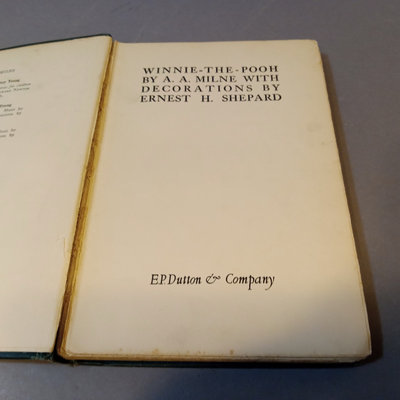 WINNIE-THE-POOH
BY A. A. MILNE WITH
DECORATIONS BY
ERNEST H. SHEPARD
E.P. Dutton & Company